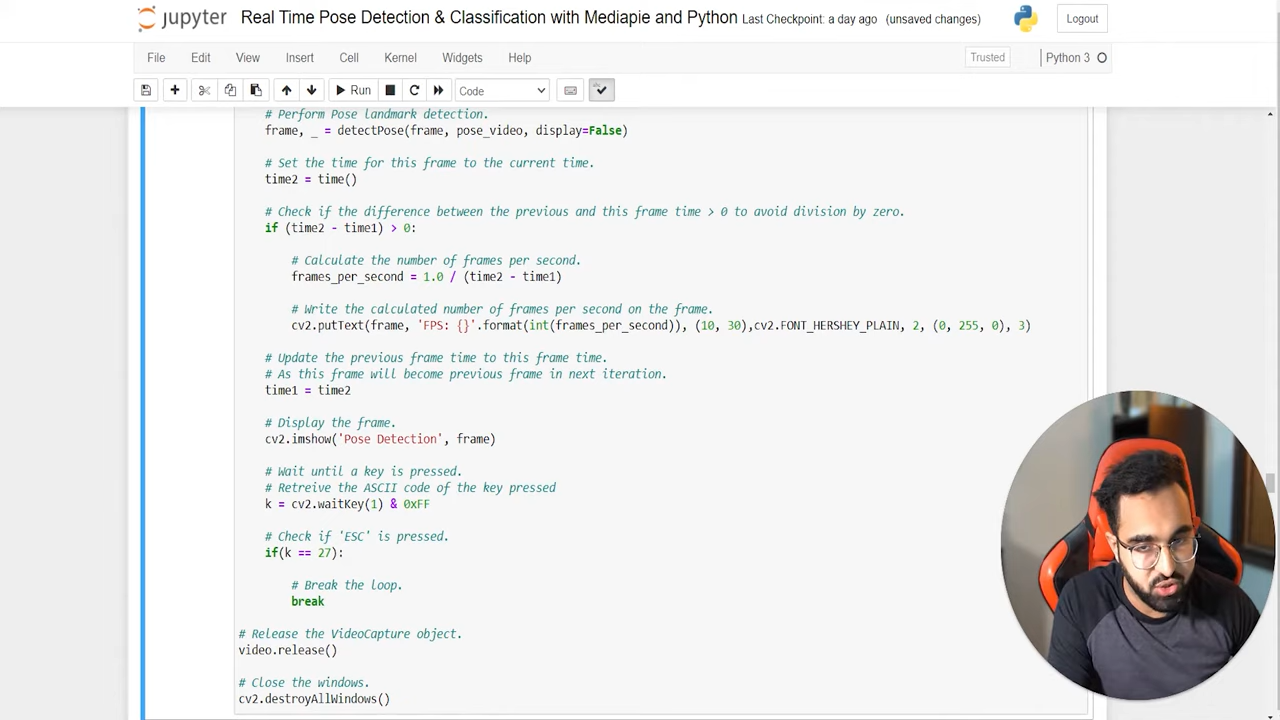 jupyter Real Time Pose Detection & Classification with Mediapie and Python Last Checkpoint: a day ago (unsaved changes) Logout
File Edit View Insert Cell Kernel Widgets Help Trusted Python 3
Run Code
# Perform Pose landmark detection.
frame, _ = detectPose(frame, pose_video, display=False)
# Set the time for this frame to the current time.
time2 = time()
# Check if the difference between the previous and this frame time > 0 to avoid division by zero.
if (time2 - time1) > 0:
# Calculate the number of frames per second.
frames_per_second = 1.0 / (time2 - time1)
# Write the calculated number of frames per second on the frame.
cv2.putText(frame, 'FPS: {}'.format(int(frames_per_second)), (10, 30),cv2.FONT_HERSHEY_PLAIN, 2, (0, 255, 0), 3)
# Update the previous frame time to this frame time.
# As this frame will become previous frame in next iteration.
time1 = time2
# Display the frame.
cv2.imshow('Pose Detection', frame)
# Wait until a key is pressed.
# Retreive the ASCII code of the key pressed
k = cv2.waitKey(1) & 0xFF
# Check if 'ESC' is pressed.
if(k == 27):
# Break the loop.
break
# Release the VideoCapture object.
video.release()
# Close the windows.
cv2.destroyAllWindows()